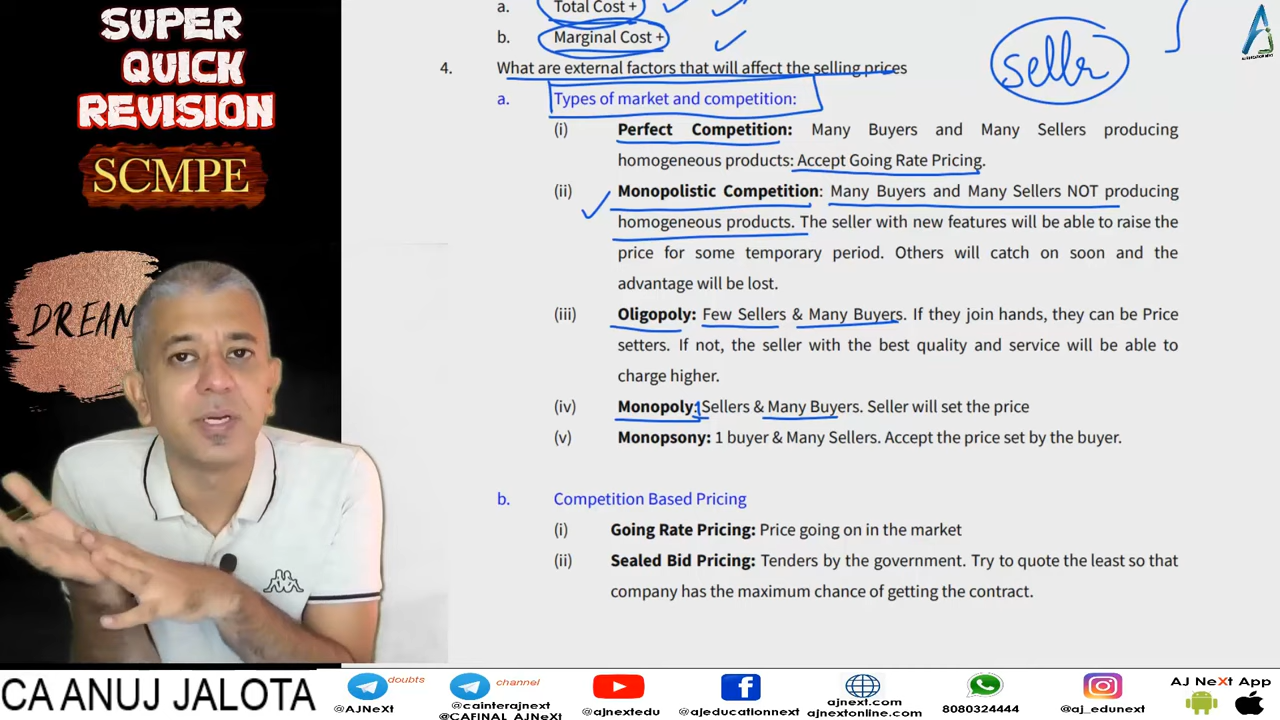 SUPER
QUICK
REVISION
SCMPE
DREAM
a. Total Cost +
b. Marginal Cost +
4. What are external factors that will affect the selling prices
a. Types of market and competition:
(i) Perfect Competition: Many Buyers and Many Sellers producing
homogeneous products: Accept Going Rate Pricing.
(ii) Monopolistic Competition: Many Buyers and Many Sellers NOT producing
homogeneous products. The seller with new features will be able to raise the
price for some temporary period. Others will catch on soon and the
advantage will be lost.
(iii) Oligopoly: Few Sellers & Many Buyers. If they join hands, they can be Price
setters. If not, the seller with the best quality and service will be able to
charge higher.
(iv) Monopoly: 1 Sellers & Many Buyers. Seller will set the price
(v) Monopsony: 1 buyer & Many Sellers. Accept the price set by the buyer.
b. Competition Based Pricing
(i) Going Rate Pricing: Price going on in the market
(ii) Sealed Bid Pricing: Tenders by the government. Try to quote the least so that
company has the maximum chance of getting the contract.
sellr
CA ANUJ JALOTA
doubts
@AJNeXt
channel
@cainterajnext
@CAFINAL_AJNeXt
@ajnextedu
@ajeducationnext
ajnext.com
ajnextonline.com
8080324444
@aj_edunext
AJ NeXt App